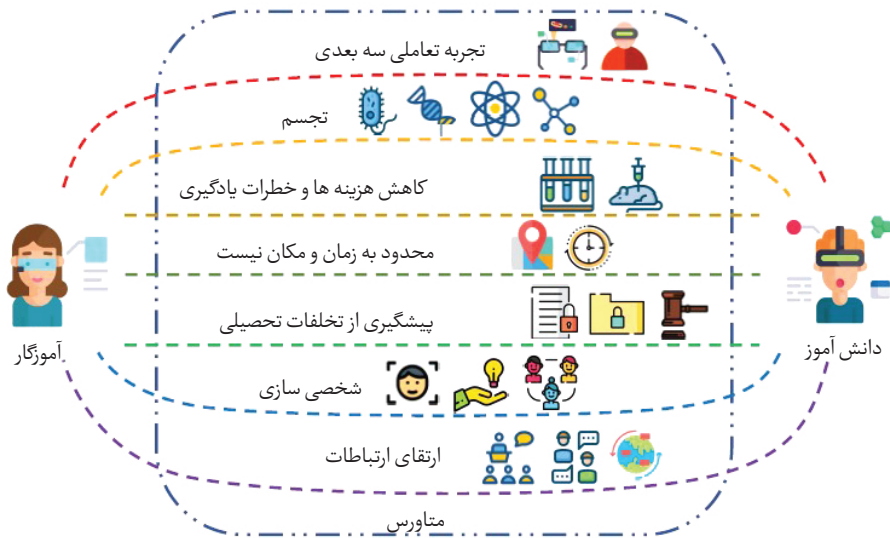 تجربه تعاملی سه بعدی
تجسم
کاهش هزینه ها و خطرات یادگیری
محدود به زمان و مکان نیست
پیشگیری از تخلفات تحصیلی
دانش آموز
آموزگار
شخصی سازی
ارتقای ارتباطات
متاورس